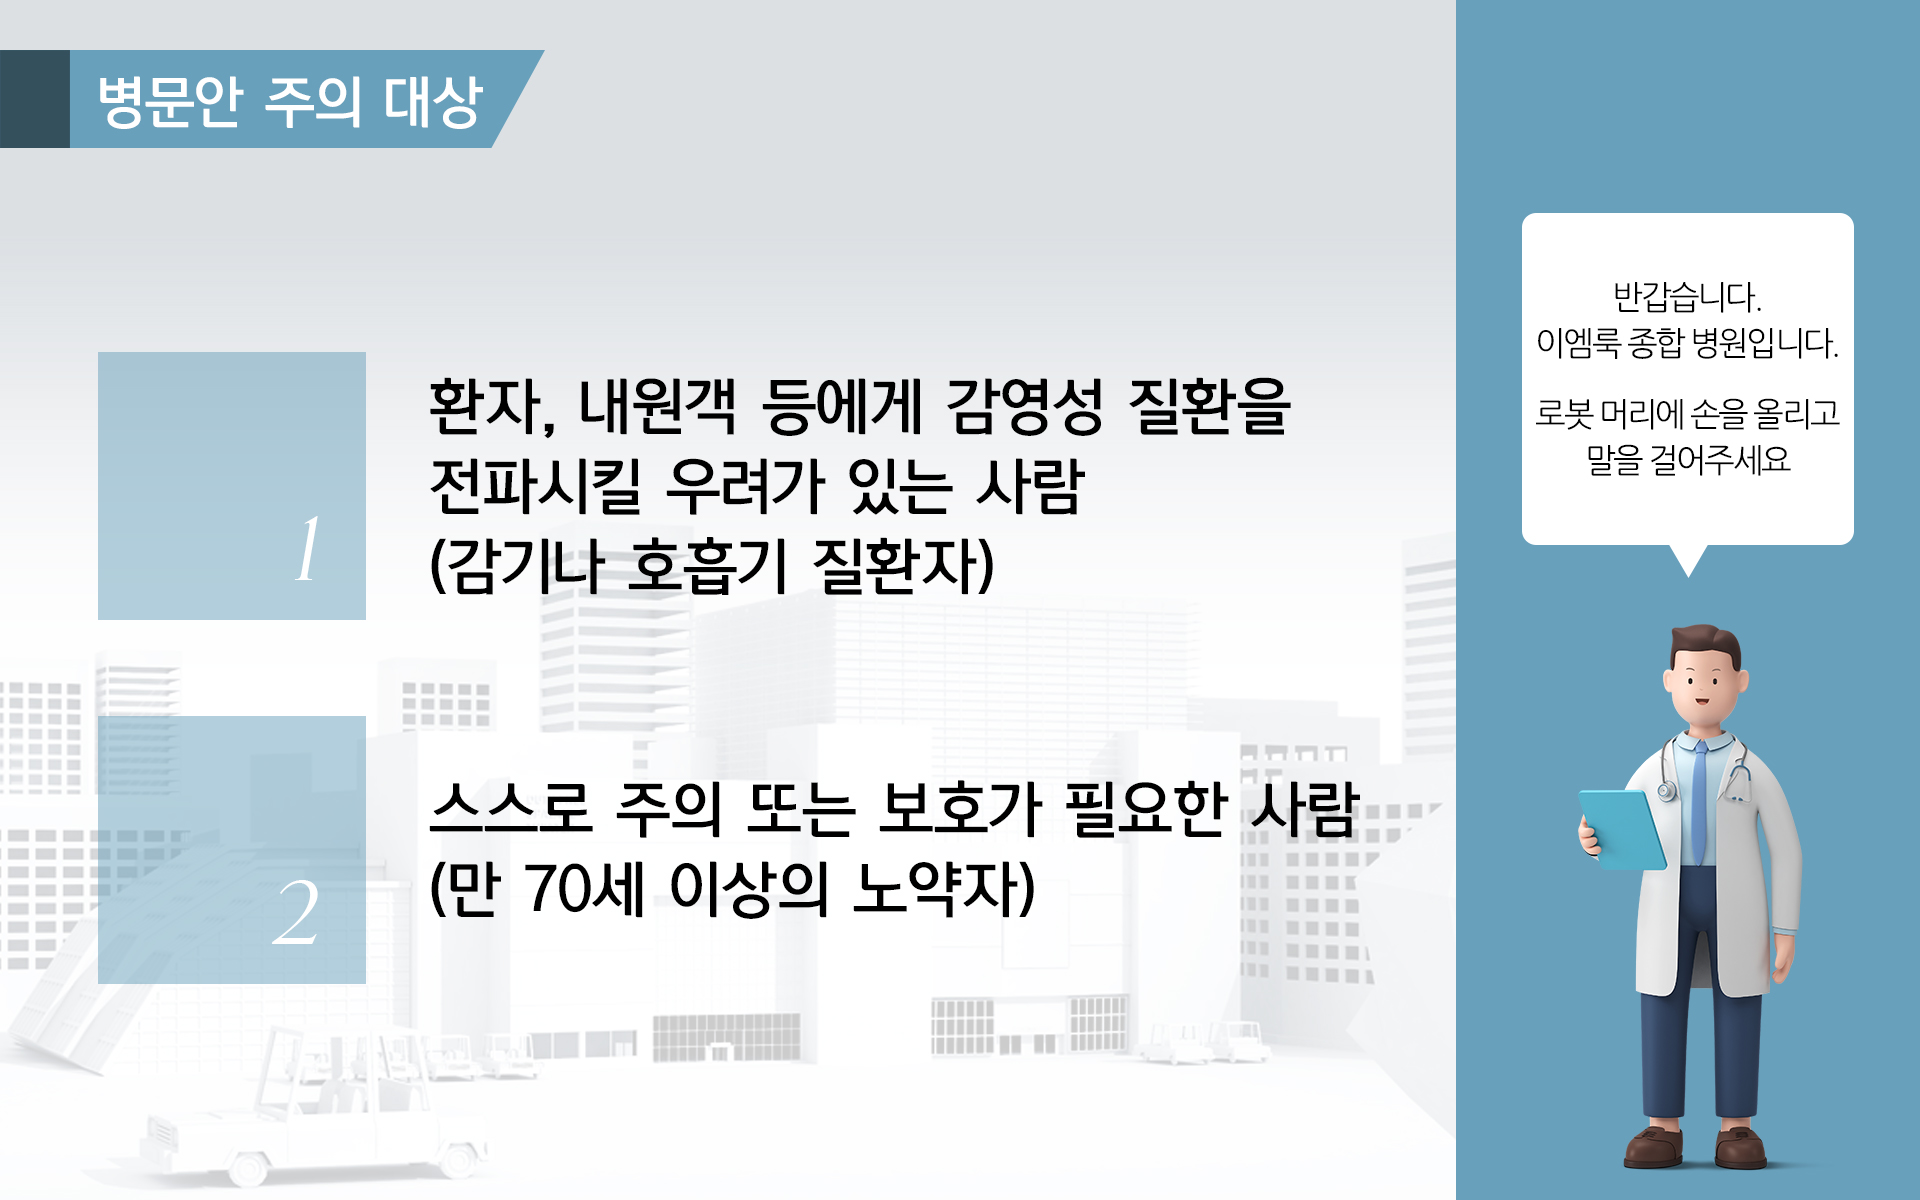 병문안 주의 대상
1
환자, 내원객 등에게 감영성 질환을
전파시킬 우려가 있는 사람
(감기나 호흡기 질환자)
2
스스로 주의 또는 보호가 필요한 사람
(만 70세 이상의 노약자)
반갑습니다.
이엠룩 종합 병원입니다.
로봇 머리에 손을 올리고
말을 걸어주세요